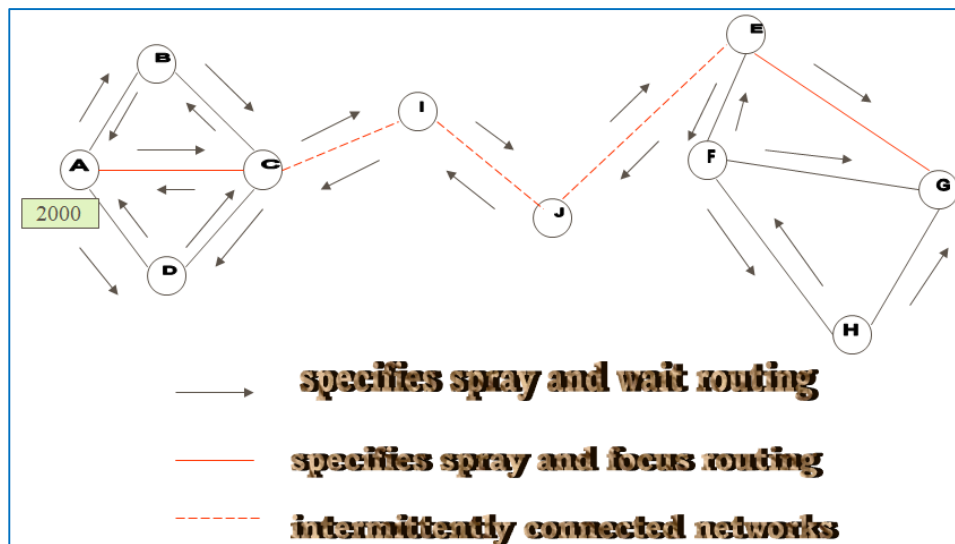 E
B
I
F
A
C
G
2000
J
D
H
specifies spray and wait routing
specifies spray and focus routing
intermittently connected networks